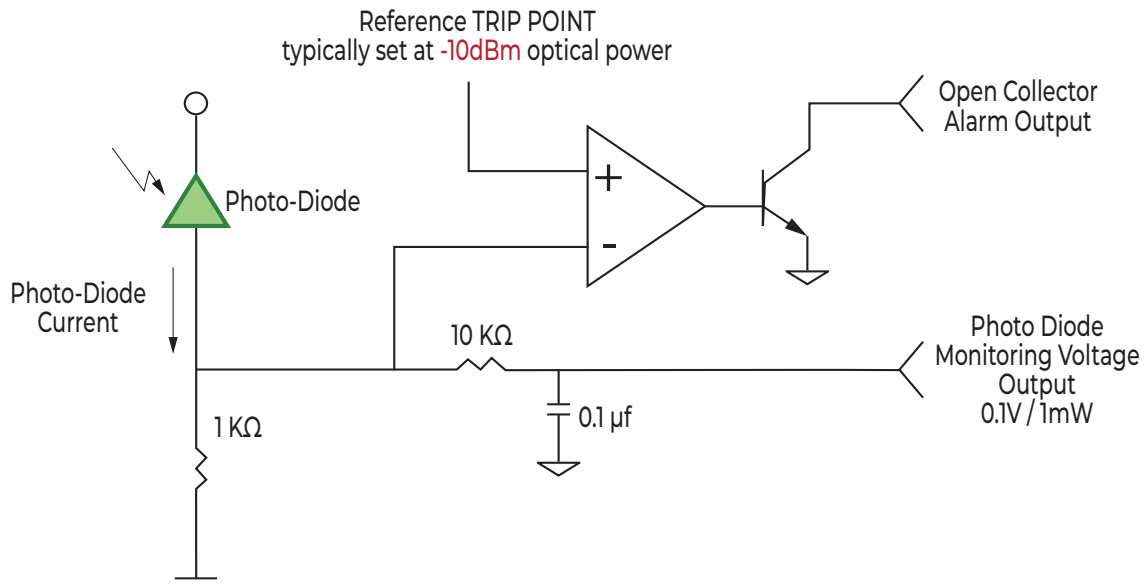 Reference TRIP POINT
typically set at -10dBm optical power
Open Collector
Alarm Output
+
Photo-Diode
-
Photo-Diode
Current
10 KΩ
Photo Diode
Monitoring Voltage
Output
0.1V / 1mW
1 KΩ
0.1 µf